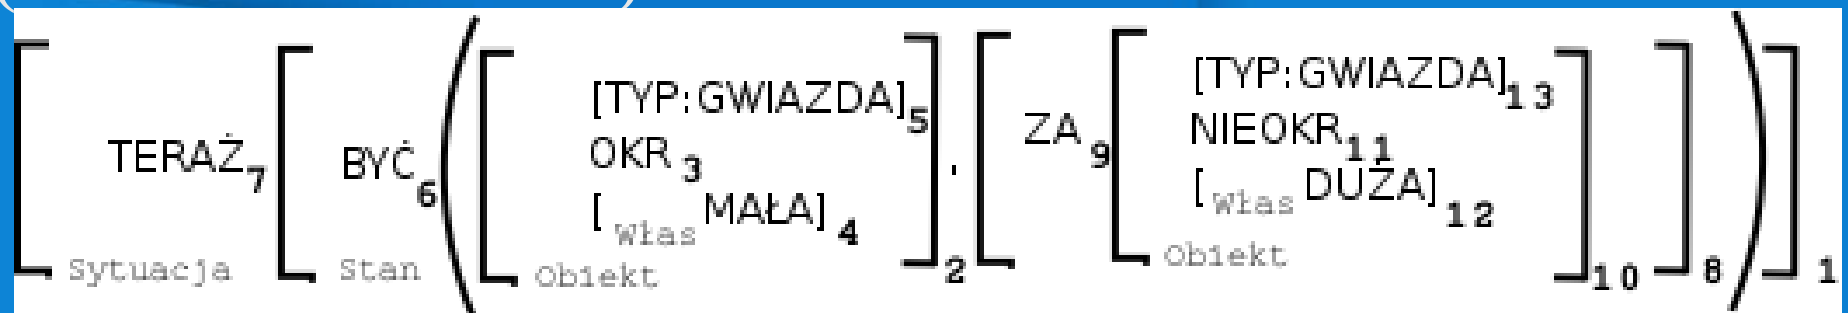 [TYP:GWIAZDA]13
[TYP:GWIAZDA]5
ZA9 NIEOKR11
TERAŻ7 BYĆ6 OKR3 , [Włas DUŻA]12
[Włas MAŁA]4
Sytuacja Stan Obiekt 2 Obiekt 10 8 1